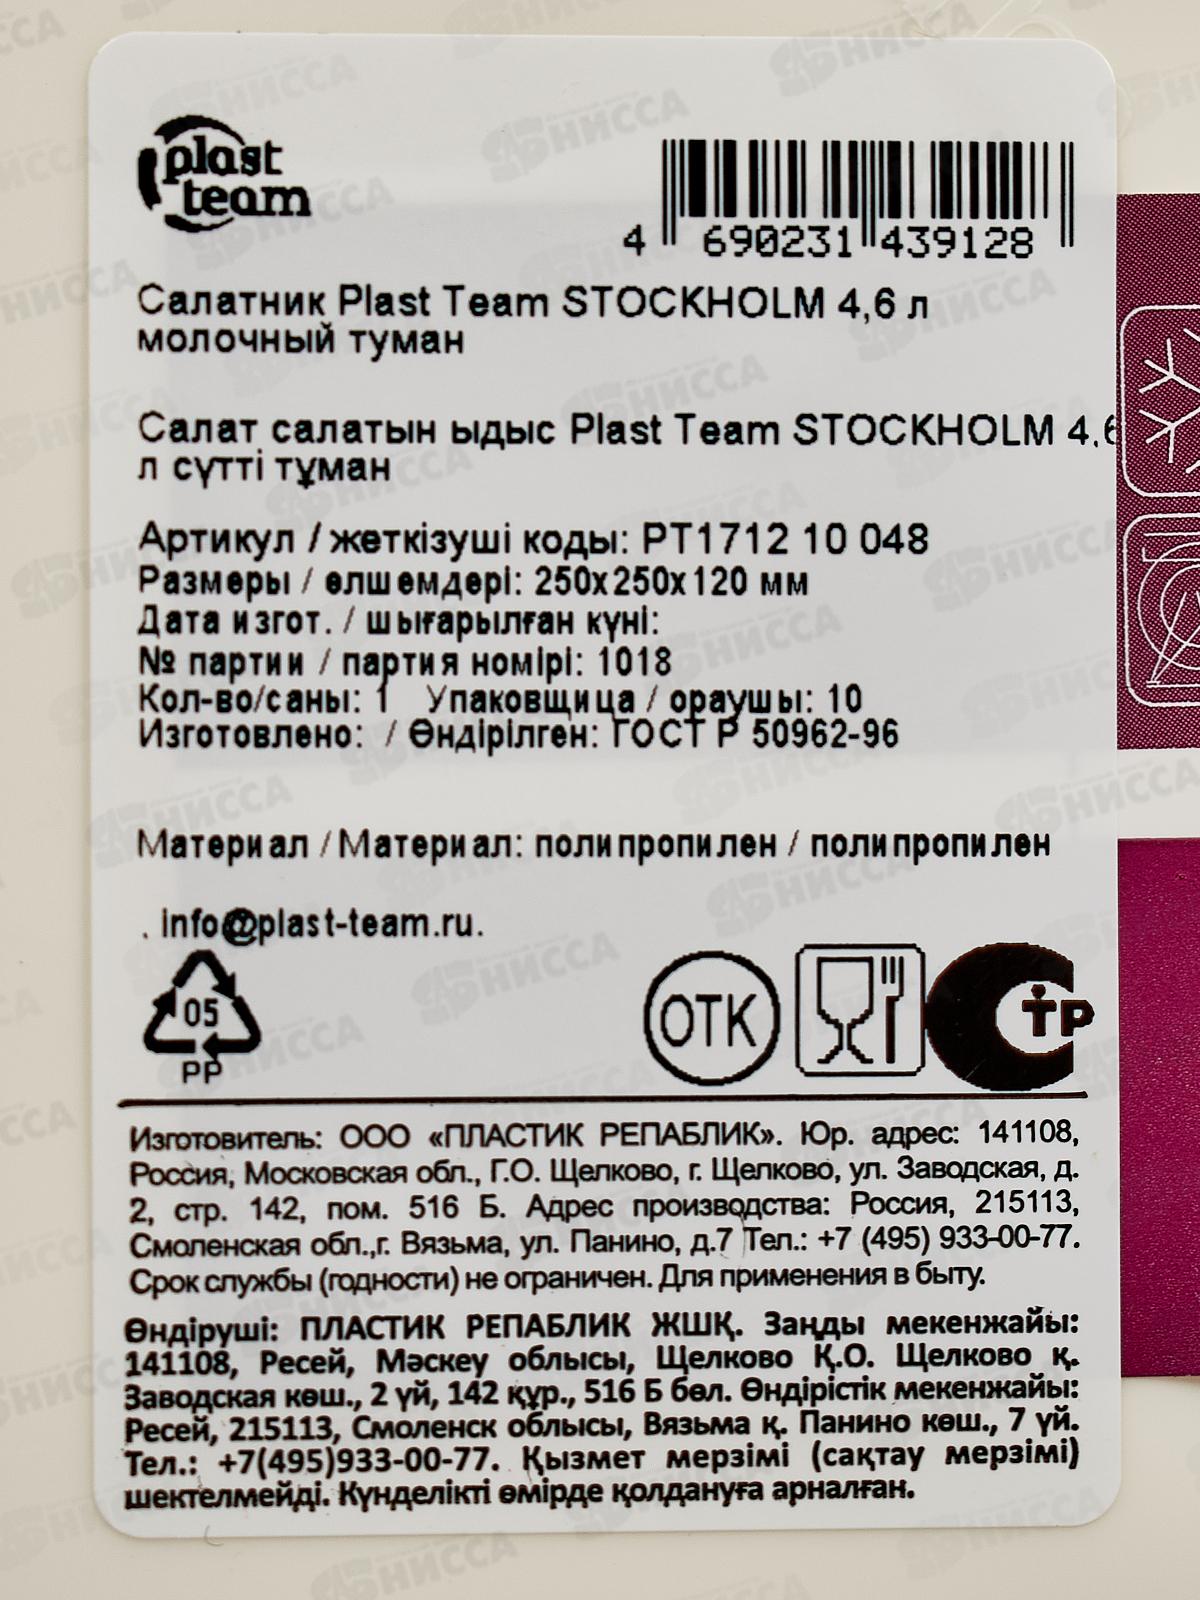 plast
team
4 690231 439128
Салатник Plast Team STOCKHOLM 4,6 л
молочный туман
Салат салатын ыдыс Plast Team STOCKHOLM 4,6
л сүтті тұман
Артикул / жеткізуші коды: PT1712 10 048
Размеры / өлшемдері: 250х250х120 мм
Дата изгот. / шығарылған күні:
№ партии / партия номірі: 1018
Кол-во/саны: 1 Упаковщица / ораушы: 10
Изготовлено: / Өндірілген: ГОСТ Р 50962-96
Материал / Материал: полипропилен / полипропилен
. info@plast-team.ru.
05
PP
ОТК
СТР
Изготовитель: ООО «ПЛАСТИК РЕПАБЛИК». Юр. адрес: 141108,
Россия, Московская обл., Г.О. Щелково, г. Щелково, ул. Заводская, д.
2, стр. 142, пом. 516 Б. Адрес производства: Россия, 215113,
Смоленская обл.,г. Вязьма, ул. Панино, д.7 Тел.: +7 (495) 933-00-77.
Срок службы (годности) не ограничен. Для применения в быту.
Өндіруші: ПЛАСТИК РЕПАБЛИК ЖШҚ. Заңды мекенжайы:
141108, Ресей, Мәскеу облысы, Щелково Қ.О. Щелково қ.
Заводская көш., 2 үй, 142 құр., 516 Б бөл. Өндірістік мекенжайы:
Ресей, 215113, Смоленск облысы, Вязьма қ. Панино көш., 7 үй.
Тел.: +7(495)933-00-77. Қызмет мерзімі (сақтау мерзімі)
шектелмейді. Күнделікті өмірде қолдануға арналған.